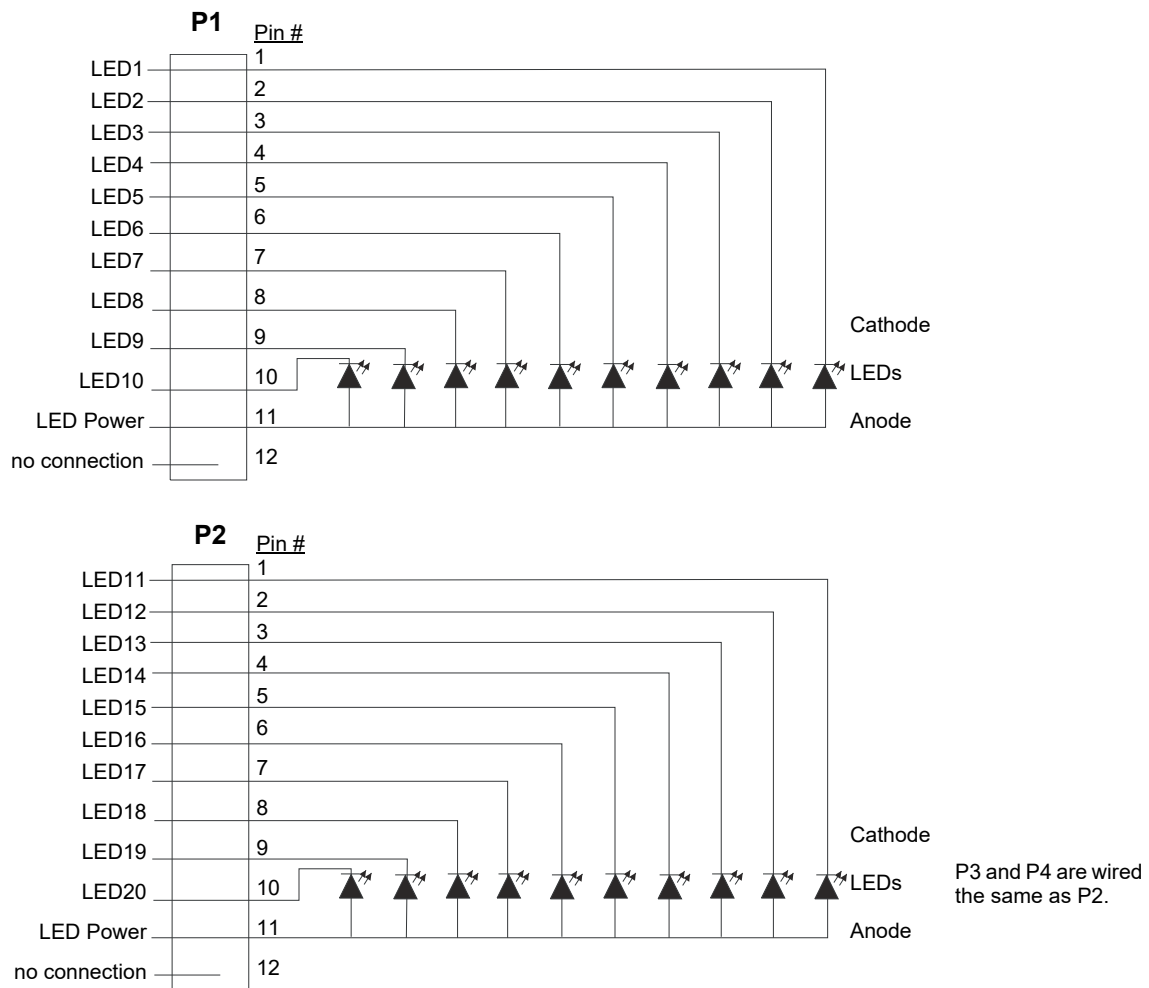 P1
Pin #
LED1
1
LED2
2
LED3
3
LED4
4
LED5
5
LED6
6
LED7
7
LED8
8
LED9
9
LED10
10
LED Power
11
no connection
12
Cathode
LEDs
Anode
P2
Pin #
LED11
1
LED12
2
LED13
3
LED14
4
LED15
5
LED16
6
LED17
7
LED18
8
LED19
9
LED20
10
LED Power
11
no connection
12
Cathode
LEDs
Anode
P3 and P4 are wired
the same as P2.